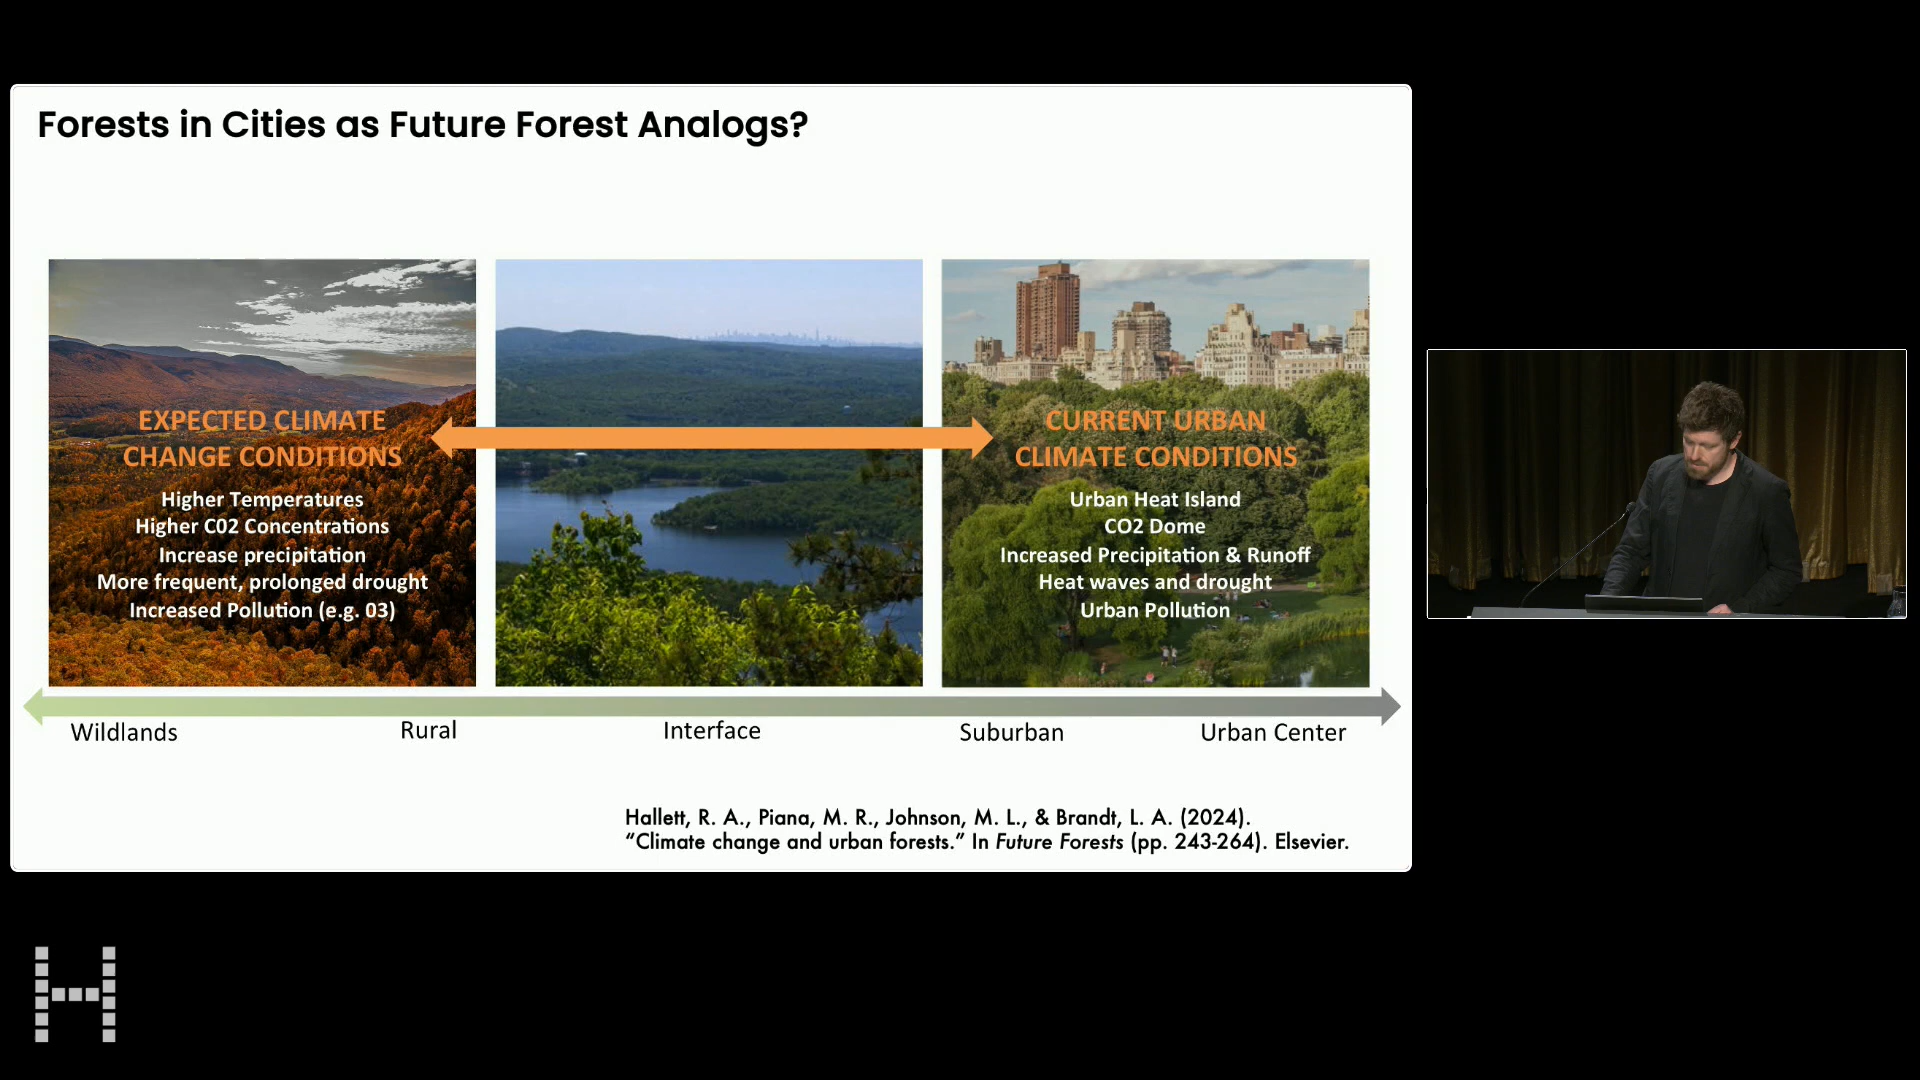 Forests in Cities as Future Forest Analogs?
EXPECTED CLIMATE
CHANGE CONDITIONS
Higher Temperatures
Higher C02 Concentrations
Increase precipitation
More frequent, prolonged drought
Increased Pollution (e.g. 03)
CURRENT URBAN
CLIMATE CONDITIONS
Urban Heat Island
CO2 Dome
Increased Precipitation & Runoff
Heat waves and drought
Urban Pollution
Wildlands
Rural
Interface
Suburban
Urban Center
Hallett, R. A., Piana, M. R., Johnson, M. L., & Brandt, L. A. (2024).
“Climate change and urban forests.” In Future Forests (pp. 243-264). Elsevier.
H